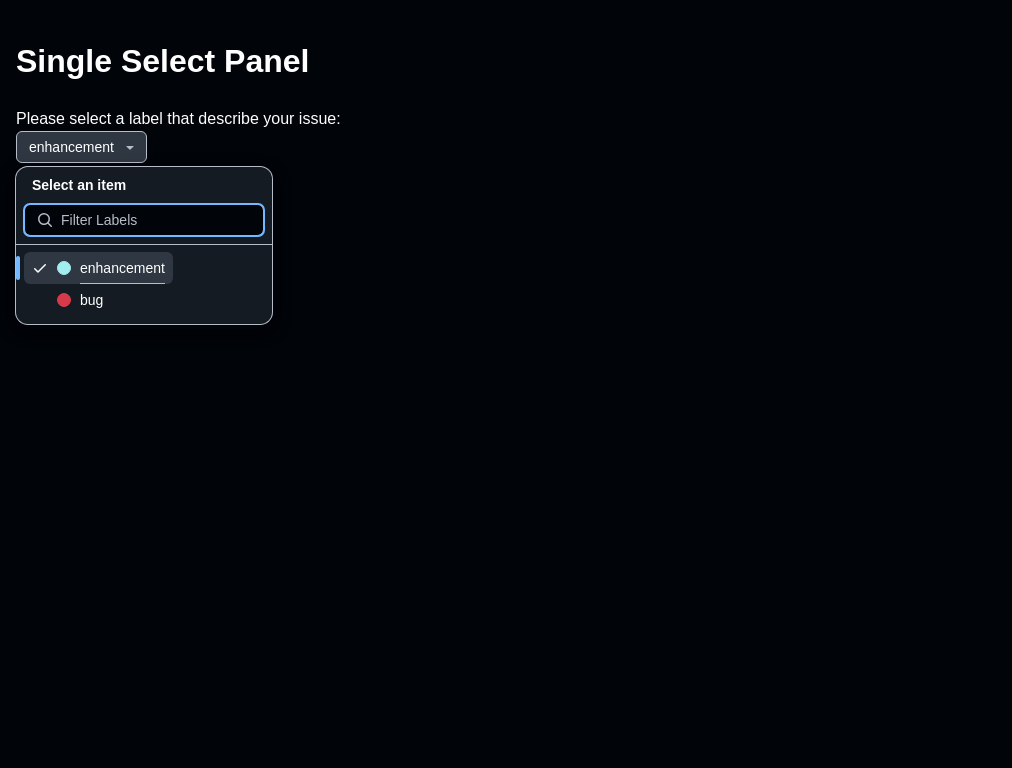 Single Select Panel
Please select a label that describe your issue:
enhancement
Select an item
Filter Labels
enhancement
bug